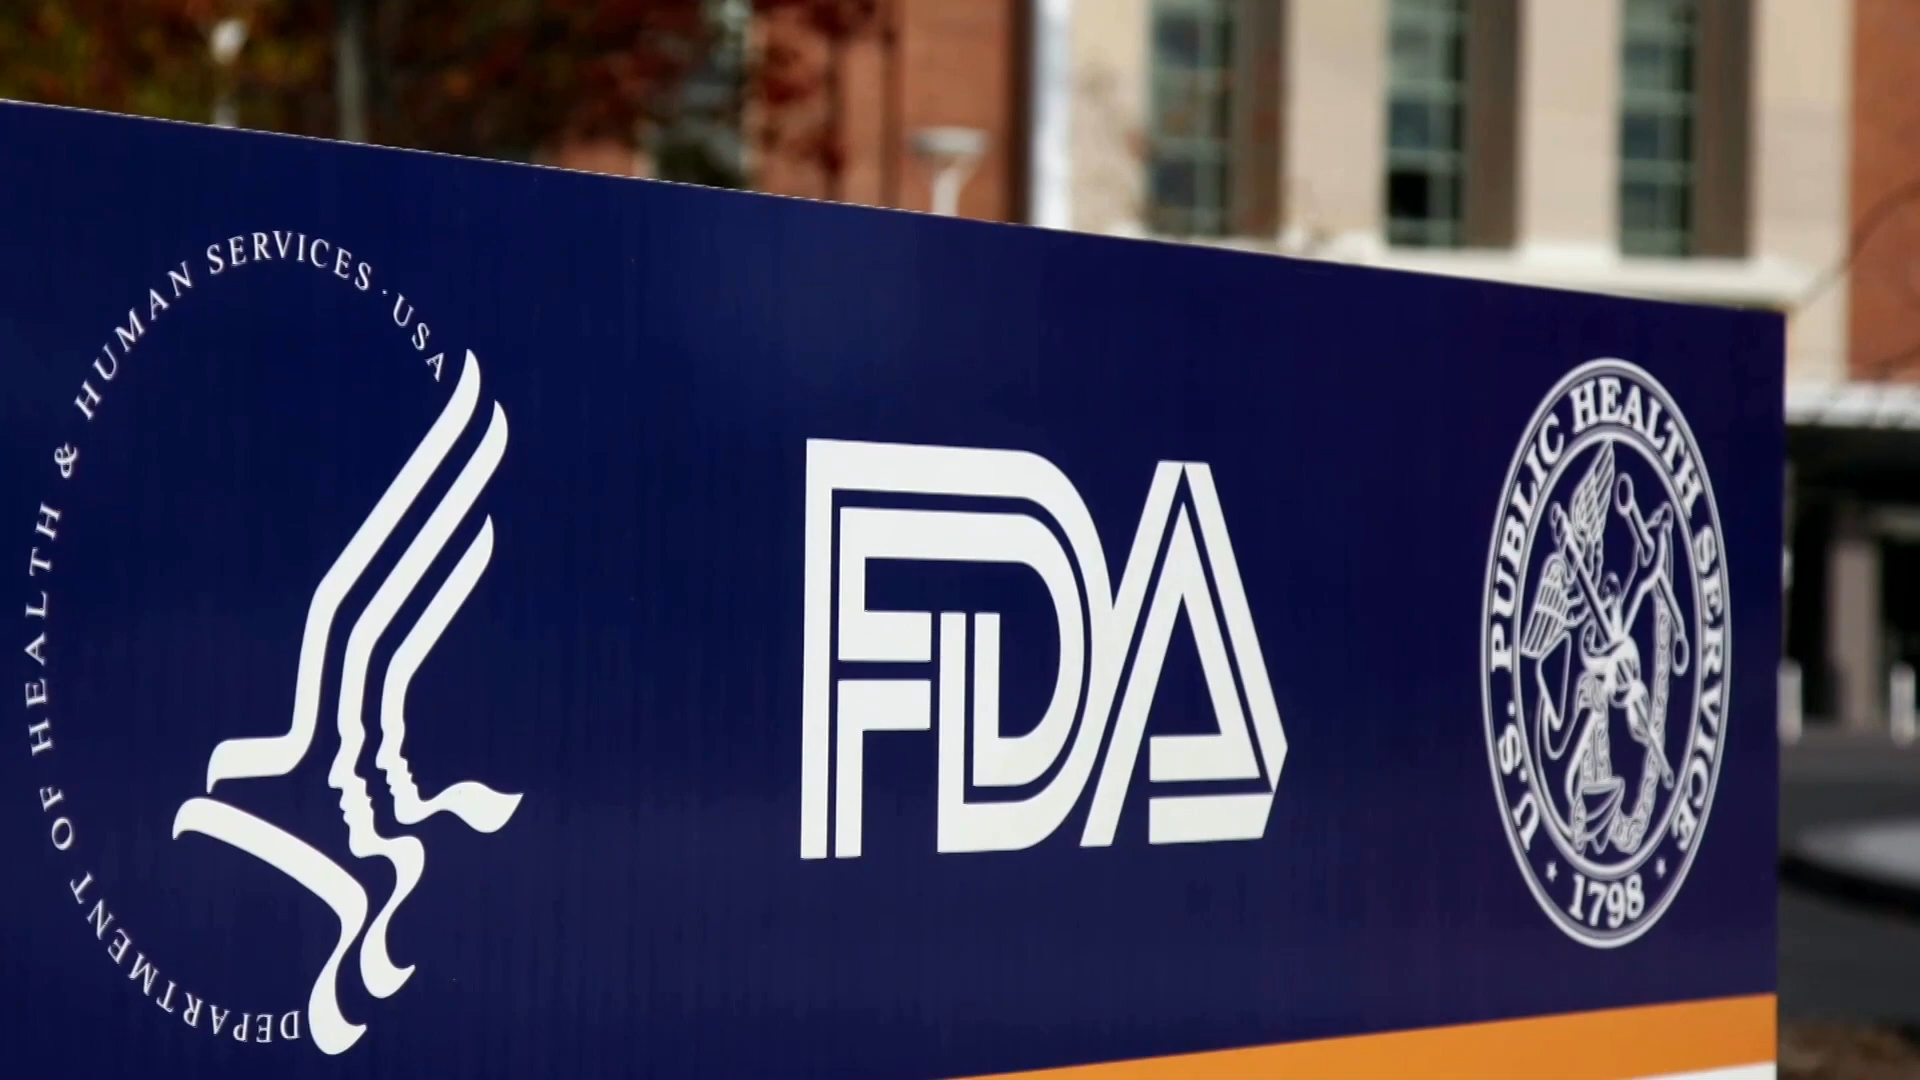 DEPARTMENT OF HEALTH & HUMAN SERVICES · USA
FDA
U.S. PUBLIC HEALTH SERVICE
1798